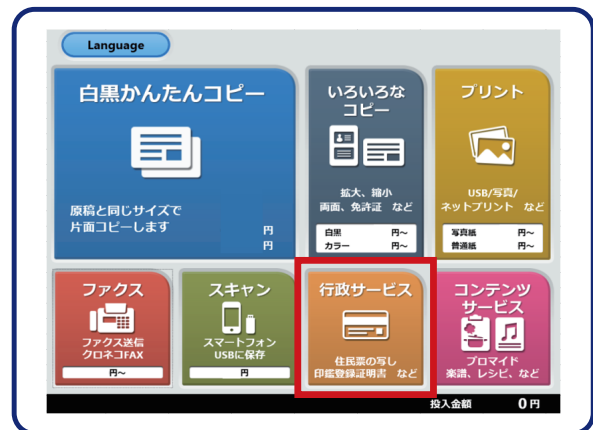 Language
白黒かんたんコピー
原稿と同じサイズで
片面コピーします
円
円
いろいろな
コピー
拡大、縮小
両面、免許証 など
白黒 円～
カラー 円～
プリント
USB/写真/
ネットプリント など
写真紙 円～
普通紙 円～
ファクス
ファクス送信
クロネコFAX
円～
スキャン
スマートフォン
USBに保存
円
行政サービス
住民票の写し
印鑑登録証明書 など
コンテンツ
サービス
ブロマイド
楽譜、レシピ、など
投入金額 0円